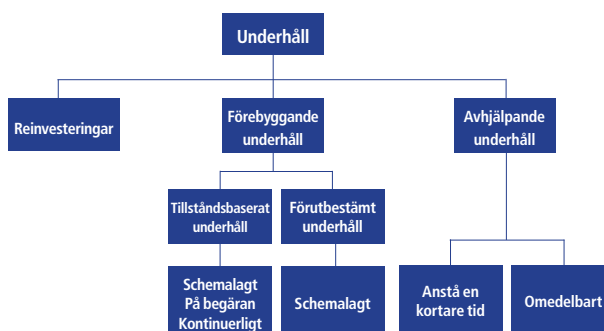 Underhåll
Reinvesteringar
Förebyggande
underhåll
Avhjälpande
underhåll
Tillståndsbaserat
underhåll
Förutbestämt
underhåll
Schemalagt
På begäran
Kontinuerligt
Schemalagt
Anstå en
kortare tid
Omedelbart